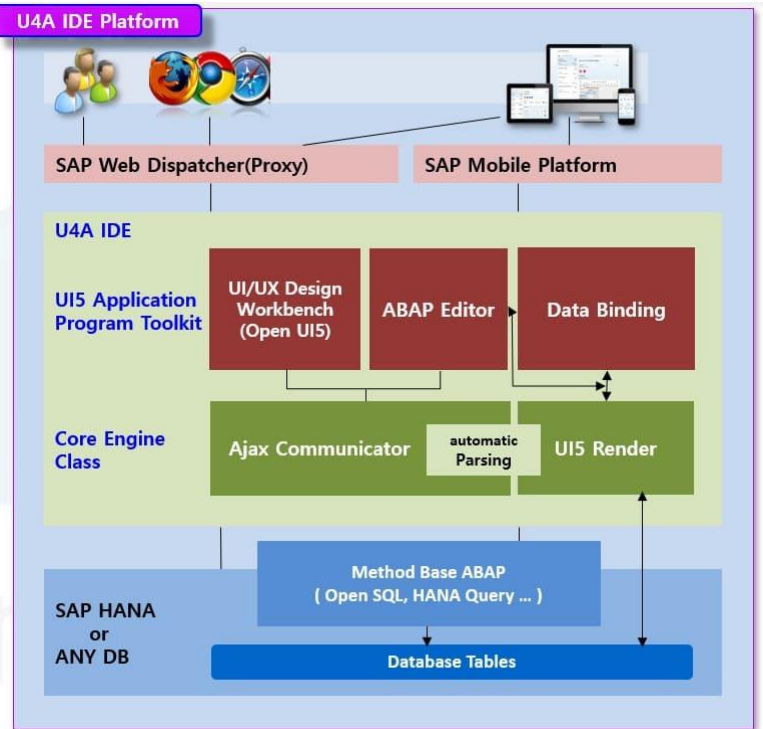 U4A IDE Platform
SAP Web Dispatcher(Proxy)
SAP Mobile Platform
U4A IDE
UI5 Application
Program Toolkit
UI/UX Design
Workbench
(Open UI5)
ABAP Editor
Data Binding
Core Engine
Class
Ajax Communicator
automatic
Parsing
UI5 Render
Method Base ABAP
( Open SQL, HANA Query ... )
SAP HANA
or
ANY DB
Database Tables